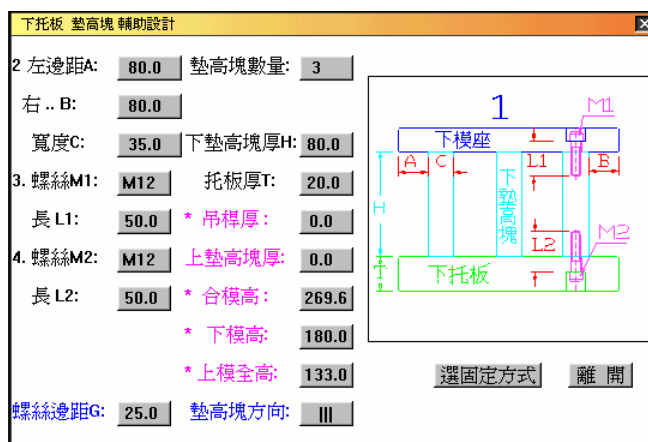 下托板 墊高塊 輔助設計
2 左邊距A: 80.0 墊高塊數量: 3
右 .. B: 80.0
寬度C: 35.0 下墊高塊厚H: 80.0
3. 螺絲M1: M12 托板厚T: 20.0
長 L1: 50.0 * 吊桿厚: 0.0
4. 螺絲M2: M12 上墊高塊厚: 0.0
長 L2: 50.0 * 合模高: 269.6
* 下模高: 180.0
* 上模全高: 133.0
螺絲邊距G: 25.0 墊高塊方向: |||
1 M1
下模座
A C L1 B
H 下墊高塊
L2 M2
T 下托板
選固定方式 離 開